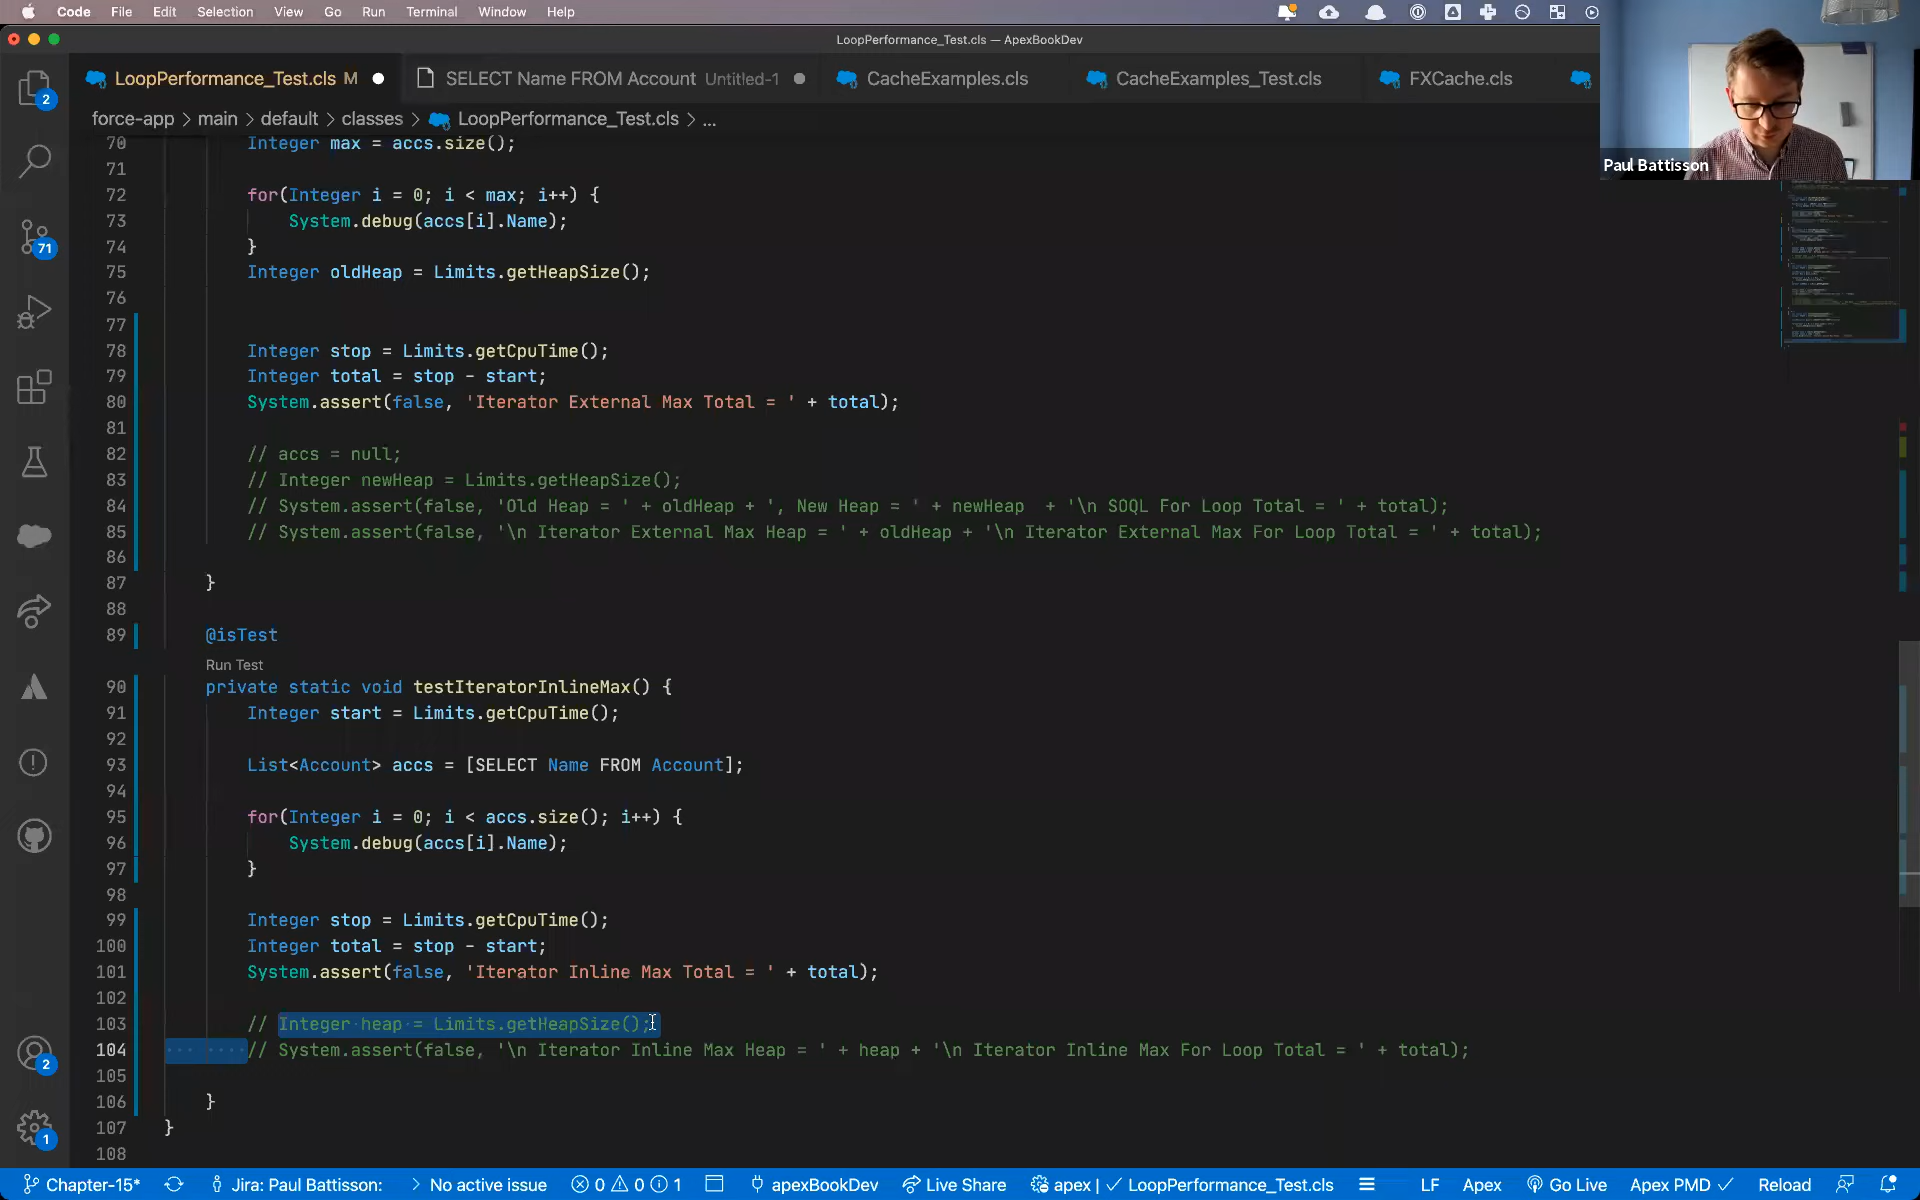 Code File Edit Selection View Go Run Terminal Window Help
LoopPerformance_Test.cls — ApexBookDev
LoopPerformance_Test.cls M SELECT Name FROM Account Untitled-1 CacheExamples.cls CacheExamples_Test.cls FXCache.cls
force-app > main > default > classes > LoopPerformance_Test.cls > ...
Paul Battisson
2
71
2
1
70 Integer max = accs.size();
71
72 for(Integer i = 0; i < max; i++) {
73 System.debug(accs[i].Name);
74 }
75 Integer oldHeap = Limits.getHeapSize();
76
77
78 Integer stop = Limits.getCpuTime();
79 Integer total = stop - start;
80 System.assert(false, 'Iterator External Max Total = ' + total);
81
82 // accs = null;
83 // Integer newHeap = Limits.getHeapSize();
84 // System.assert(false, 'Old Heap = ' + oldHeap + ', New Heap = ' + newHeap  + '\n SOQL For Loop Total = ' + total);
85 // System.assert(false, '\n Iterator External Max Heap = ' + oldHeap + '\n Iterator External Max For Loop Total = ' + total);
86
87 }
88
89 @isTest
Run Test
90 private static void testIteratorInlineMax() {
91 Integer start = Limits.getCpuTime();
92
93 List<Account> accs = [SELECT Name FROM Account];
94
95 for(Integer i = 0; i < accs.size(); i++) {
96 System.debug(accs[i].Name);
97 }
98
99 Integer stop = Limits.getCpuTime();
100 Integer total = stop - start;
101 System.assert(false, 'Iterator Inline Max Total = ' + total);
102
103 // Integer heap = Limits.getHeapSize();
104 // System.assert(false, '\n Iterator Inline Max Heap = ' + heap + '\n Iterator Inline Max For Loop Total = ' + total);
105
106 }
107 }
108
Chapter-15* Jira: Paul Battisson: > No active issue 0 0 1 apexBookDev Live Share apex | ✓ LoopPerformance_Test.cls LF Apex Go Live Apex PMD ✓ Reload